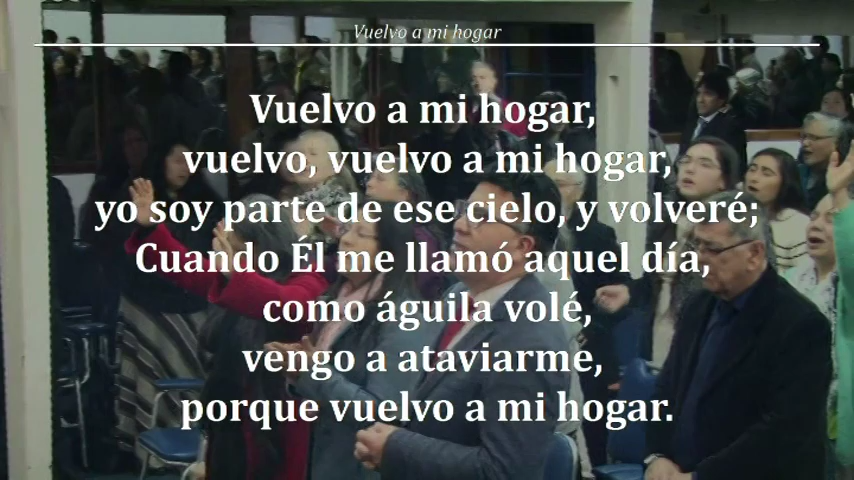 Vuelvo a mi hogar
Vuelvo a mi hogar,
vuelvo, vuelvo a mi hogar,
yo soy parte de ese cielo, y volveré;
Cuando Él me llamó aquel día,
como águila volé,
vengo a ataviarme,
porque vuelvo a mi hogar.